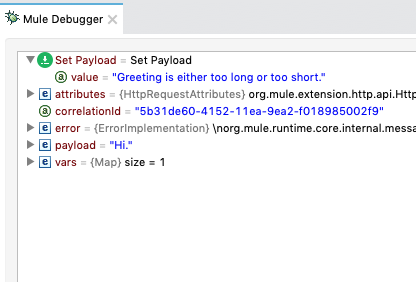 Mule Debugger
Set Payload = Set Payload
value = "Greeting is either too long or too short."
attributes = {HttpRequestAttributes} org.mule.extension.http.api.Http
correlationId = "5b31de60-4152-11ea-9ea2-f018985002f9"
error = {ErrorImplementation} \norg.mule.runtime.core.internal.messa
payload = "Hi."
vars = {Map} size = 1